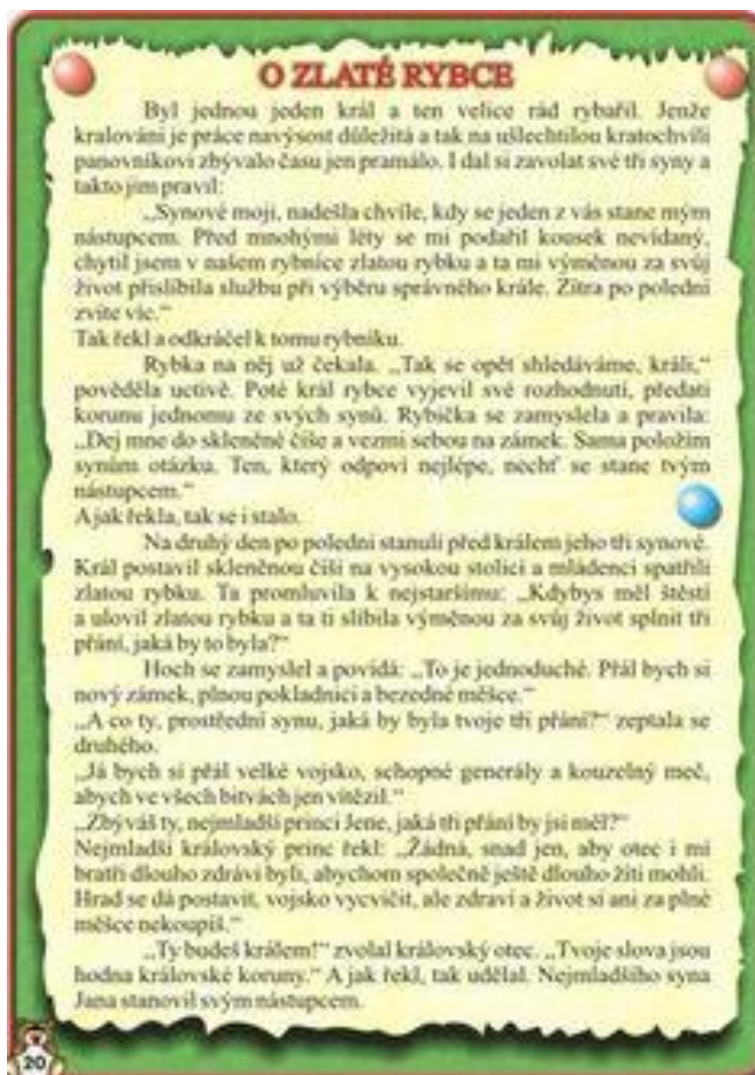 O ZLATÉ RYBCE
Byl jednou jeden král a ten velice rád rybařil. Jenže
kralování je práce navýsost důležitá a tak na ušlechtilou kratochvíli
panovníkovi zbývalo času jen pramálo. I dal si zavolat své tři syny a
takto jim pravil:
„Synové moji, nadešla chvíle, kdy se jeden z vás stane mým
nástupcem. Před mnohými léty se mi podařil kousek nevídaný,
chytil jsem v našem rybníce zlatou rybku a ta mi výměnou za svůj
život přislíbila službu při výběru správného krále. Zítra po poledni
zvíte víc.“
Tak řekl a odkráčel k tomu rybníku.
Rybka na něj už čekala. „Tak se opět shledáváme, králi,“
pověděla uctivě. Poté král rybce vyjevil své rozhodnutí, předati
korunu jednomu ze svých synů. Rybička se zamyslela a pravila:
„Dej mne do skleněné číše a vezmi sebou na zámek. Sama položím
synům otázku. Ten, který odpoví nejlépe, nechť se stane tvým
nástupcem.“
A jak řekla, tak se i stalo.
Na druhý den po poledni stanuli před králem jeho tři synové.
Král postavil skleněnou číši na vysokou stolici a mládenci spatřili
zlatou rybku. Ta promluvila k nejstaršímu: „Kdybys měl štěstí
a ulovil zlatou rybku a ta ti slíbila výměnou za svůj život splnit tři
přání, jaká by to byla?“
Hoch se zamyslel a povídá: „To je jednoduché. Přál bych si
nový zámek, plnou pokladnici a bezedné měšce.“
„A co ty, prostřední synu, jaká by byla tvoje tři přání?“ zeptala se
druhého.
„Já bych si přál velké vojsko, schopné generály a kouzelný meč,
abych ve všech bitvách jen vítězil.“
„Zbýváš ty, nejmladší princi Jene, jaká tři přání by jsi měl?“
Nejmladší královský princ řekl: „Žádná, snad jen, aby otec i mí
bratři dlouho zdrávi byli, abychom společně ještě dlouho žíti mohli.
Hrad se dá postavit, vojsko vycvičit, ale zdraví a život si ani za plné
měšce nekoupíš.“
„Ty budeš králem!“ zvolal královský otec. „Tvoje slova jsou
hodna královské koruny.“ A jak řekl, tak udělal. Nejmladšího syna
Jana stanovil svým nástupcem.
20